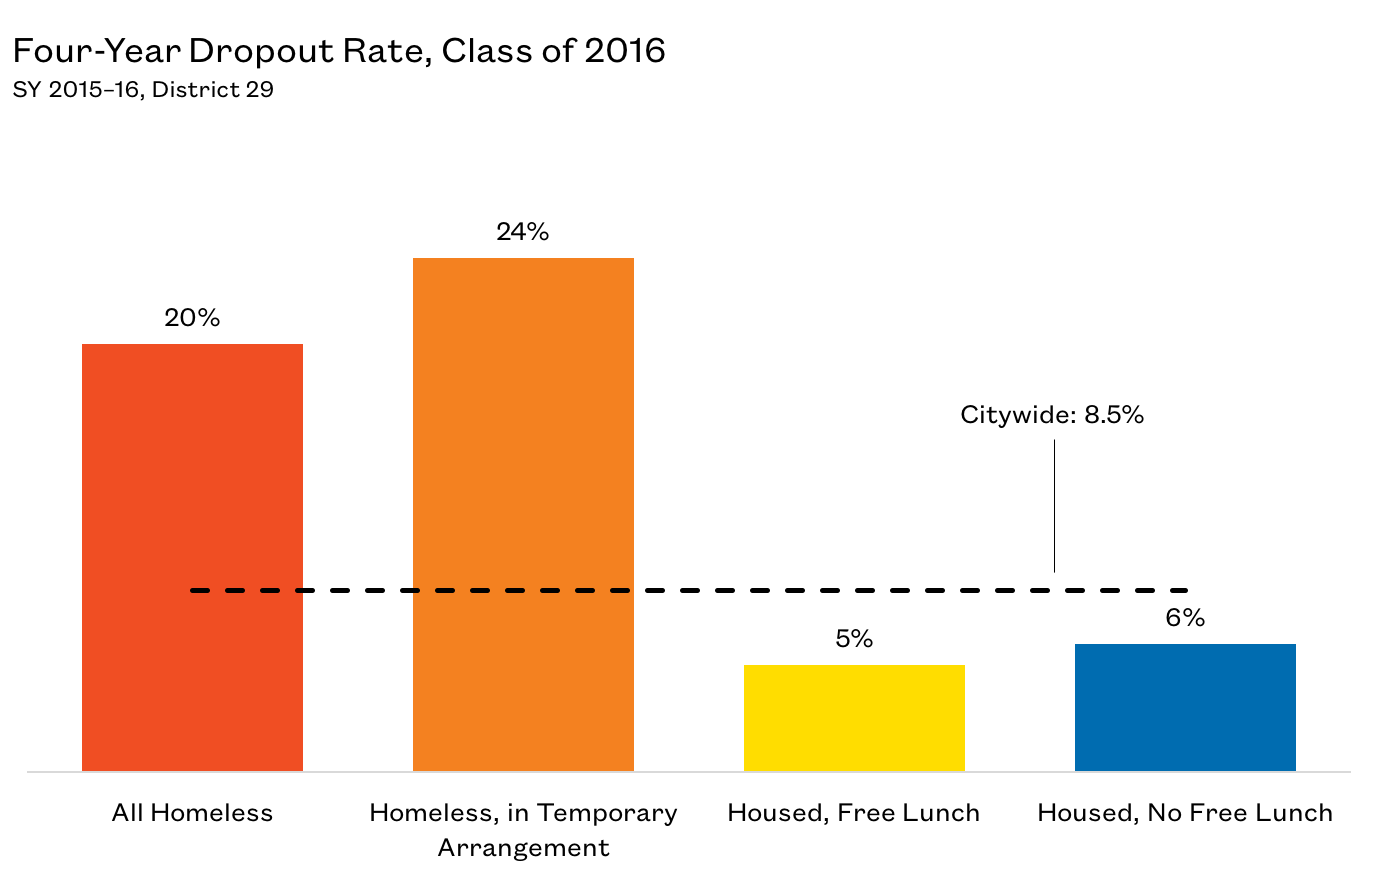 Four-Year Dropout Rate, Class of 2016
SY 2015–16, District 29
24%
20%
Citywide: 8.5%
6%
5%
All Homeless
Homeless, in Temporary
Arrangement
Housed, Free Lunch
Housed, No Free Lunch